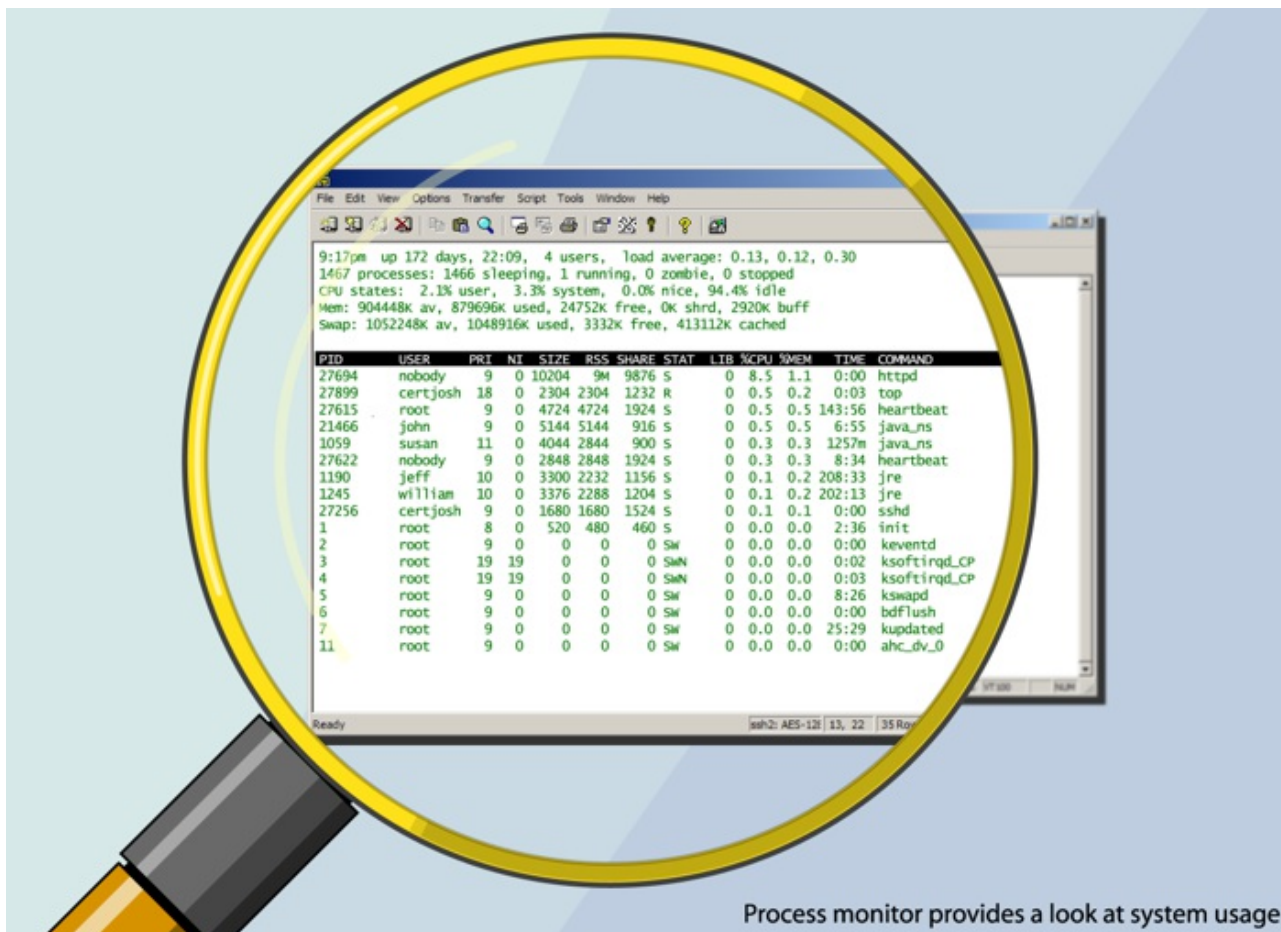 File Edit View Options Transfer Script Tools Window Help
9:17pm up 172 days, 22:09, 4 users, load average: 0.13, 0.12, 0.30
1467 processes: 1466 sleeping, 1 running, 0 zombie, 0 stopped
CPU states: 2.1% user, 3.3% system, 0.0% nice, 94.4% idle
Mem: 904448K av, 879696K used, 24752K free, 0K shrd, 2920K buff
Swap: 1052248K av, 1048916K used, 3332K free, 413112K cached
PID USER PRI NI SIZE RSS SHARE STAT LIB %CPU %MEM TIME COMMAND
27694 nobody 9 0 10204 9M 9876 S 0 8.5 1.1 0:00 httpd
27899 certjosh 18 0 2304 2304 1232 R 0 0.5 0.2 0:03 top
27615 root 9 0 4724 4724 1924 S 0 0.5 0.5 143:56 heartbeat
21466 john 9 0 5144 5144 916 S 0 0.5 0.5 6:55 java_ns
1059 susan 11 0 4044 2844 900 S 0 0.3 0.3 1257m java_ns
27622 nobody 9 0 2848 2848 1924 S 0 0.3 0.3 8:34 heartbeat
1190 jeff 10 0 3300 2232 1156 S 0 0.1 0.2 208:33 jre
1245 william 10 0 3376 2288 1204 S 0 0.1 0.2 202:13 jre
27256 certjosh 9 0 1680 1680 1524 S 0 0.1 0.1 0:00 sshd
1 root 8 0 520 480 460 S 0 0.0 0.0 2:36 init
2 root 9 0 0 0 0 SW 0 0.0 0.0 0:00 keventd
3 root 19 19 0 0 0 SWN 0 0.0 0.0 0:02 ksoftirqd_CP
4 root 19 19 0 0 0 SWN 0 0.0 0.0 0:03 ksoftirqd_CP
5 root 9 0 0 0 0 SW 0 0.0 0.0 8:26 kswapd
6 root 9 0 0 0 0 SW 0 0.0 0.0 0:00 bdflush
7 root 9 0 0 0 0 SW 0 0.0 0.0 25:29 kupdated
11 root 9 0 0 0 0 SW 0 0.0 0.0 0:00 ahc_dv_0
VT100 NUM
Ready ssh2: AES-128 13, 22 35 Ro
Process monitor provides a look at system usage